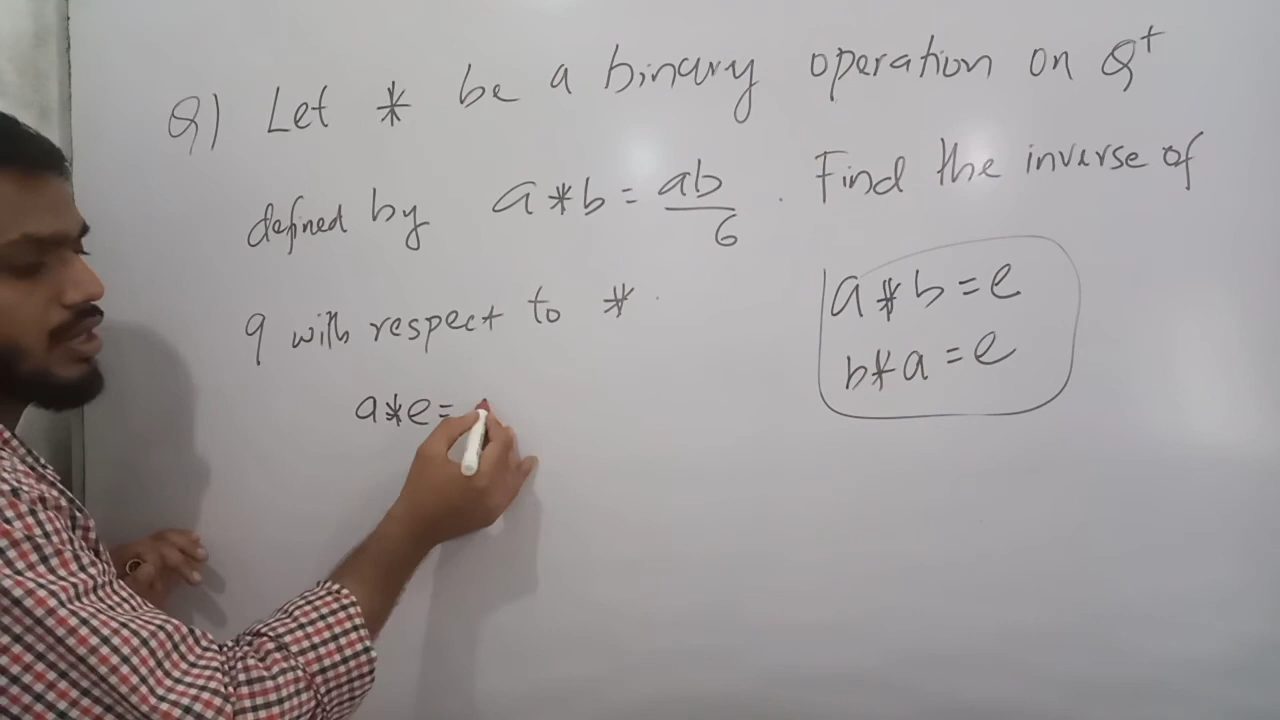 Q) Let * be a binary operation on Q⁺
defined by a*b = ab/6 . Find the inverse of
9 with respect to * .
a*b = e
b*a = e
a*e =